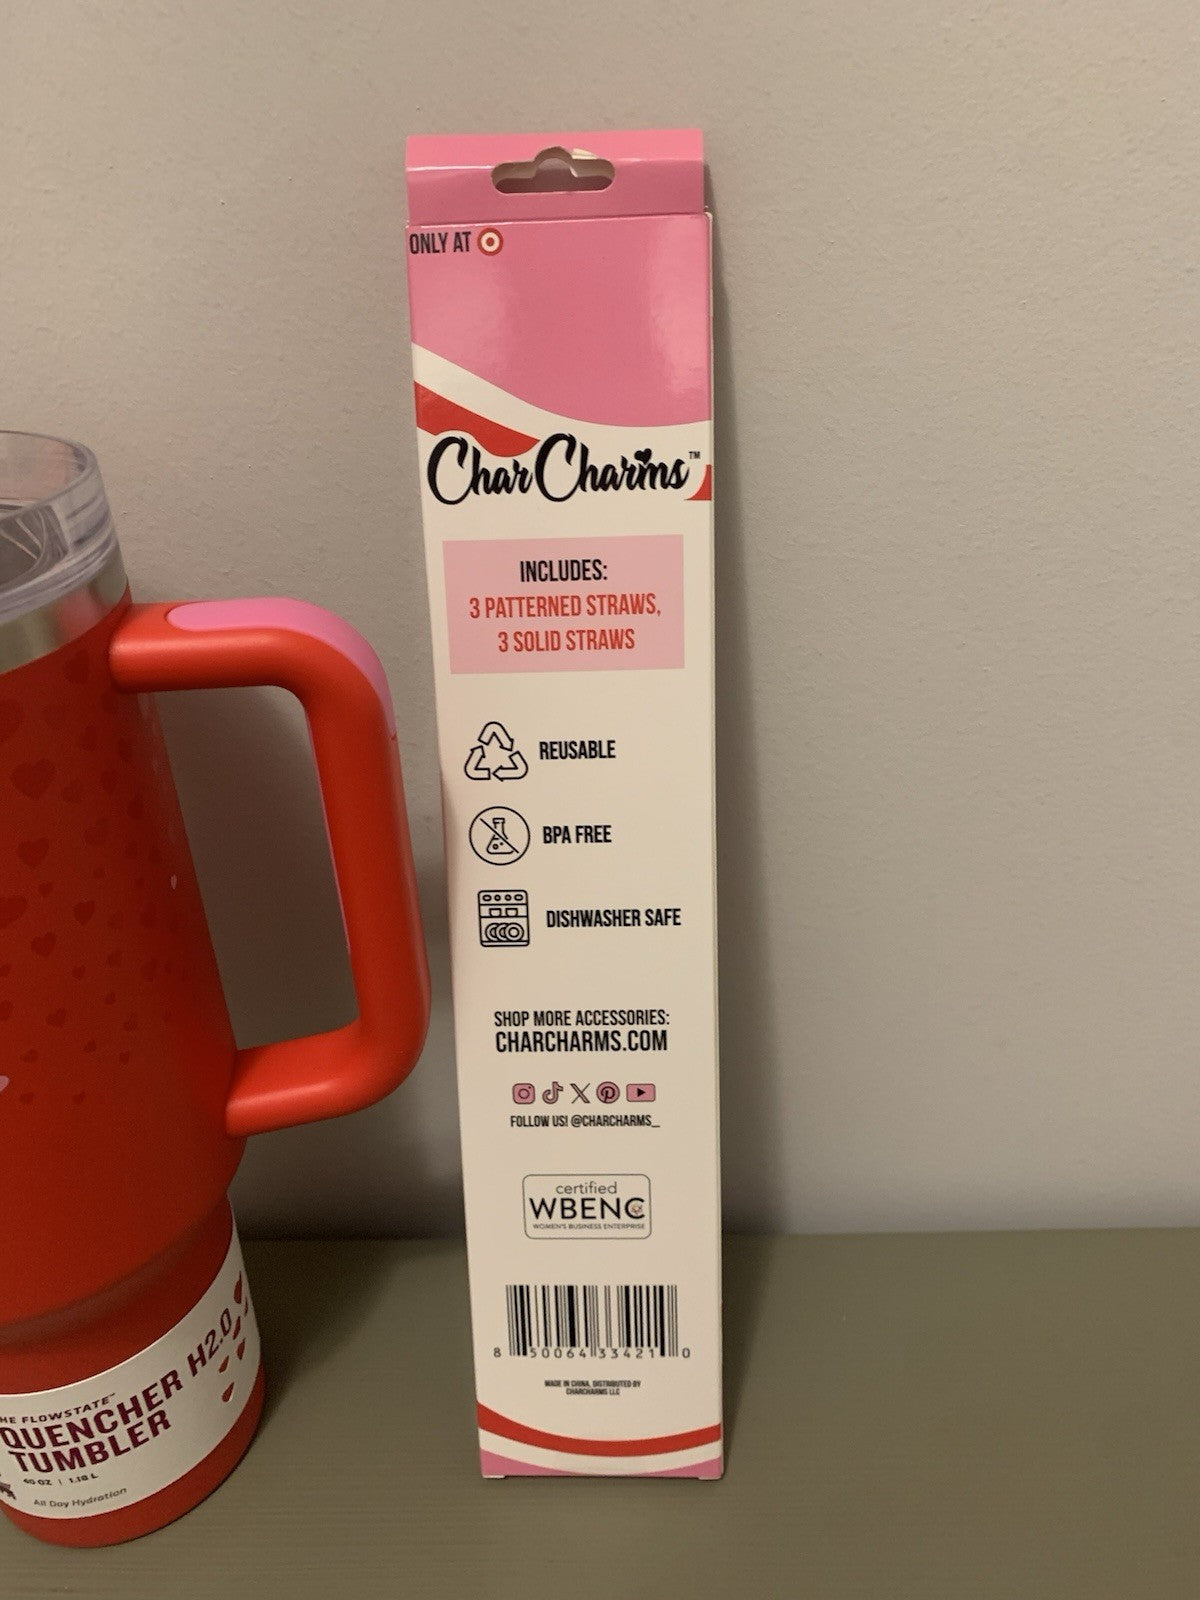 ONLY AT
CharCharms™
INCLUDES:
3 PATTERNED STRAWS,
3 SOLID STRAWS
REUSABLE
BPA FREE
DISHWASHER SAFE
SHOP MORE ACCESSORIES:
CHARCHARMS.COM
FOLLOW US! @CHARCHARMS_
certified
WBENC
WOMEN'S BUSINESS ENTERPRISE
8 50064 33421 0
MADE IN CHINA, DISTRIBUTED BY
CHARCHARMS LLC
HE FLOWSTATE™
QUENCHER H2.0
TUMBLER
40 OZ | 1.18 L
All Day Hydration